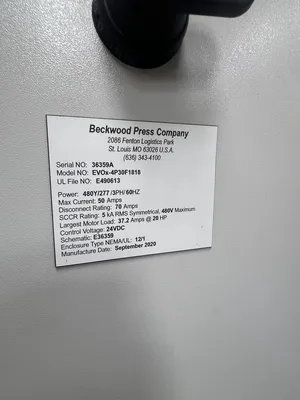 Beckwood Press Company
2086 Fenton Logistics Park
St. Louis MO 63026 U.S.A.
(636) 343-4100
Serial NO: 36359A
Model NO: EVOx-4P30F1818
UL File NO: E490613
Power: 480Y/277 /3PH/60HZ
Max Current: 50 Amps
Disconnect Rating: 70 Amps
SCCR Rating: 5 kA RMS Symmetrical, 480V Maximum
Largest Motor Load: 37.2 Amps @ 20 HP
Control Voltage: 24VDC
Schematic: E36359
Enclosure Type NEMA/UL: 12/1
Manufacture Date: September 2020